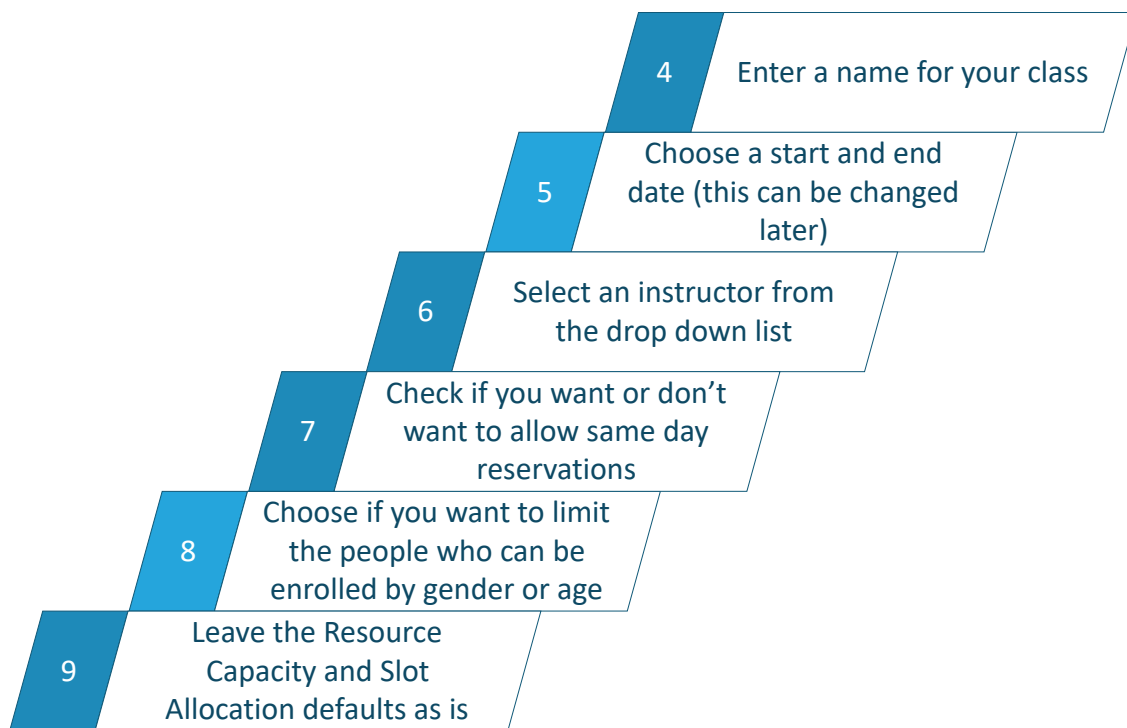 4
Enter a name for your class
5
Choose a start and end
date (this can be changed
later)
6
Select an instructor from
the drop down list
7
Check if you want or don’t
want to allow same day
reservations
8
Choose if you want to limit
the people who can be
enrolled by gender or age
9
Leave the Resource
Capacity and Slot
Allocation defaults as is